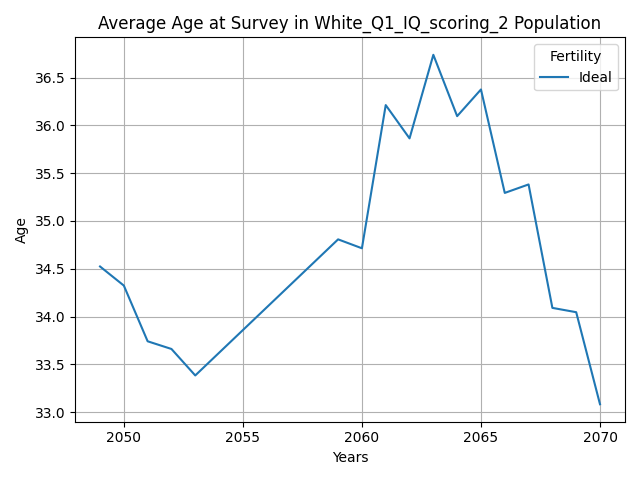 Average Age at Survey in White_Q1_IQ_scoring_2 Population
Fertility
Ideal
Age
36.5
36.0
35.5
35.0
34.5
34.0
33.5
33.0
2050 2055 2060 2065 2070
Years